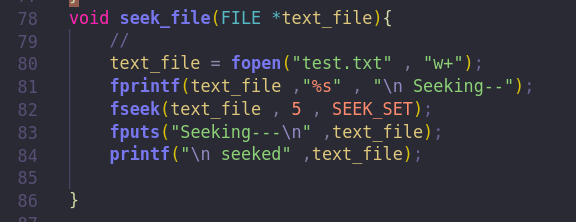 78 void seek_file(FILE *text_file){
79 //
80 text_file = fopen("test.txt" , "w+");
81 fprintf(text_file ,"%s" , "\n Seeking--");
82 fseek(text_file , 5 , SEEK_SET);
83 fputs("Seeking---\n" ,text_file);
84 printf("\n seeked" ,text_file);
85
86 }